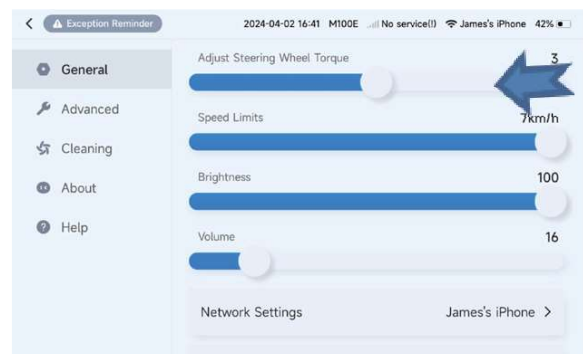 Exception Reminder 2024-04-02 16:41 M100E No service(!) James's iPhone 42%
General
Advanced
Cleaning
About
Help
Adjust Steering Wheel Torque 3
Speed Limits 7km/h
Brightness 100
Volume 16
Network Settings James's iPhone >